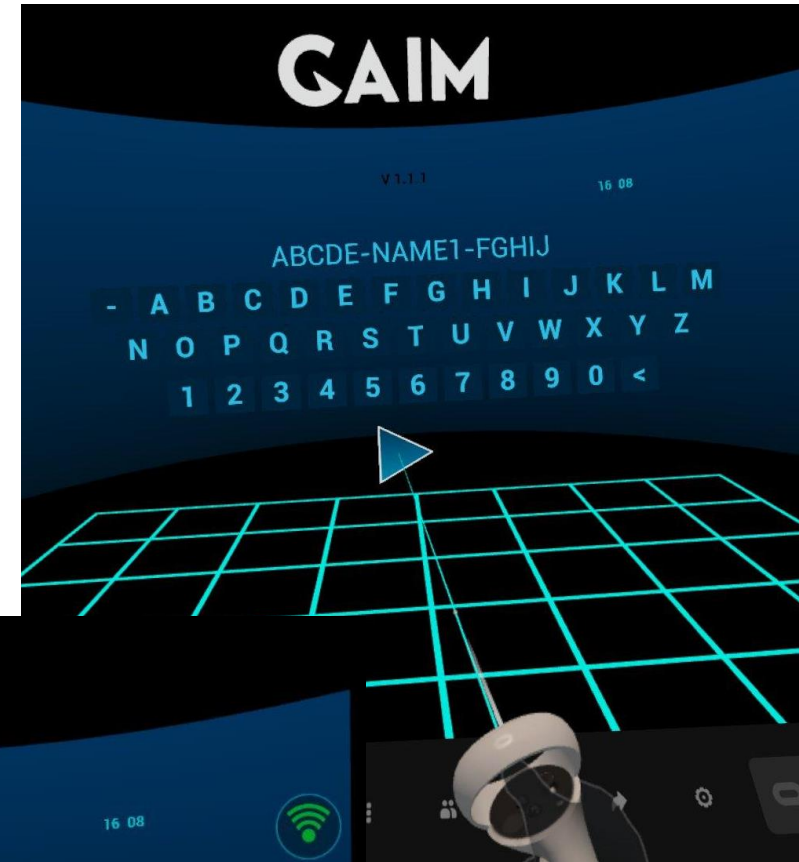 GAIM
V 1.1.1
16 08
ABCDE-NAME1-FGHIJ
- A B C D E F G H I J K L M
N O P Q R S T U V W X Y Z
1 2 3 4 5 6 7 8 9 0 <
16 08